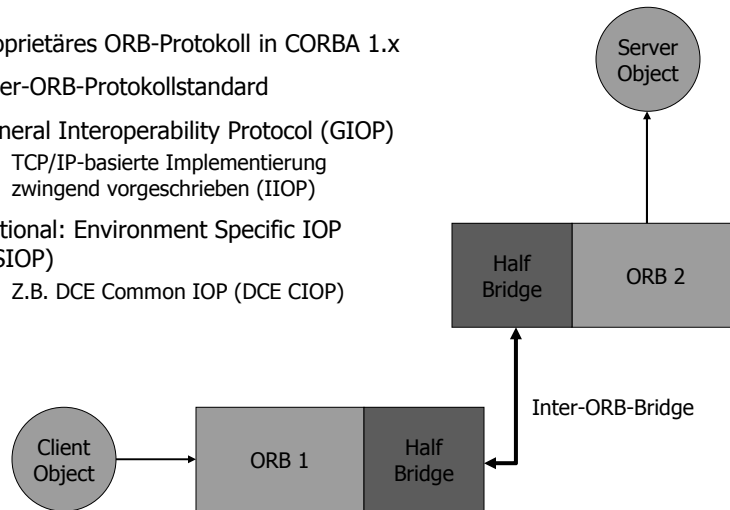 oprietäres ORB-Protokoll in CORBA 1.x
er-ORB-Protokollstandard
neral Interoperability Protocol (GIOP)
TCP/IP-basierte Implementierung
zwingend vorgeschrieben (IIOP)
tional: Environment Specific IOP
SIOP)
Z.B. DCE Common IOP (DCE CIOP)
Server
Object
Half
Bridge
ORB 2
Inter-ORB-Bridge
Client
Object
ORB 1
Half
Bridge